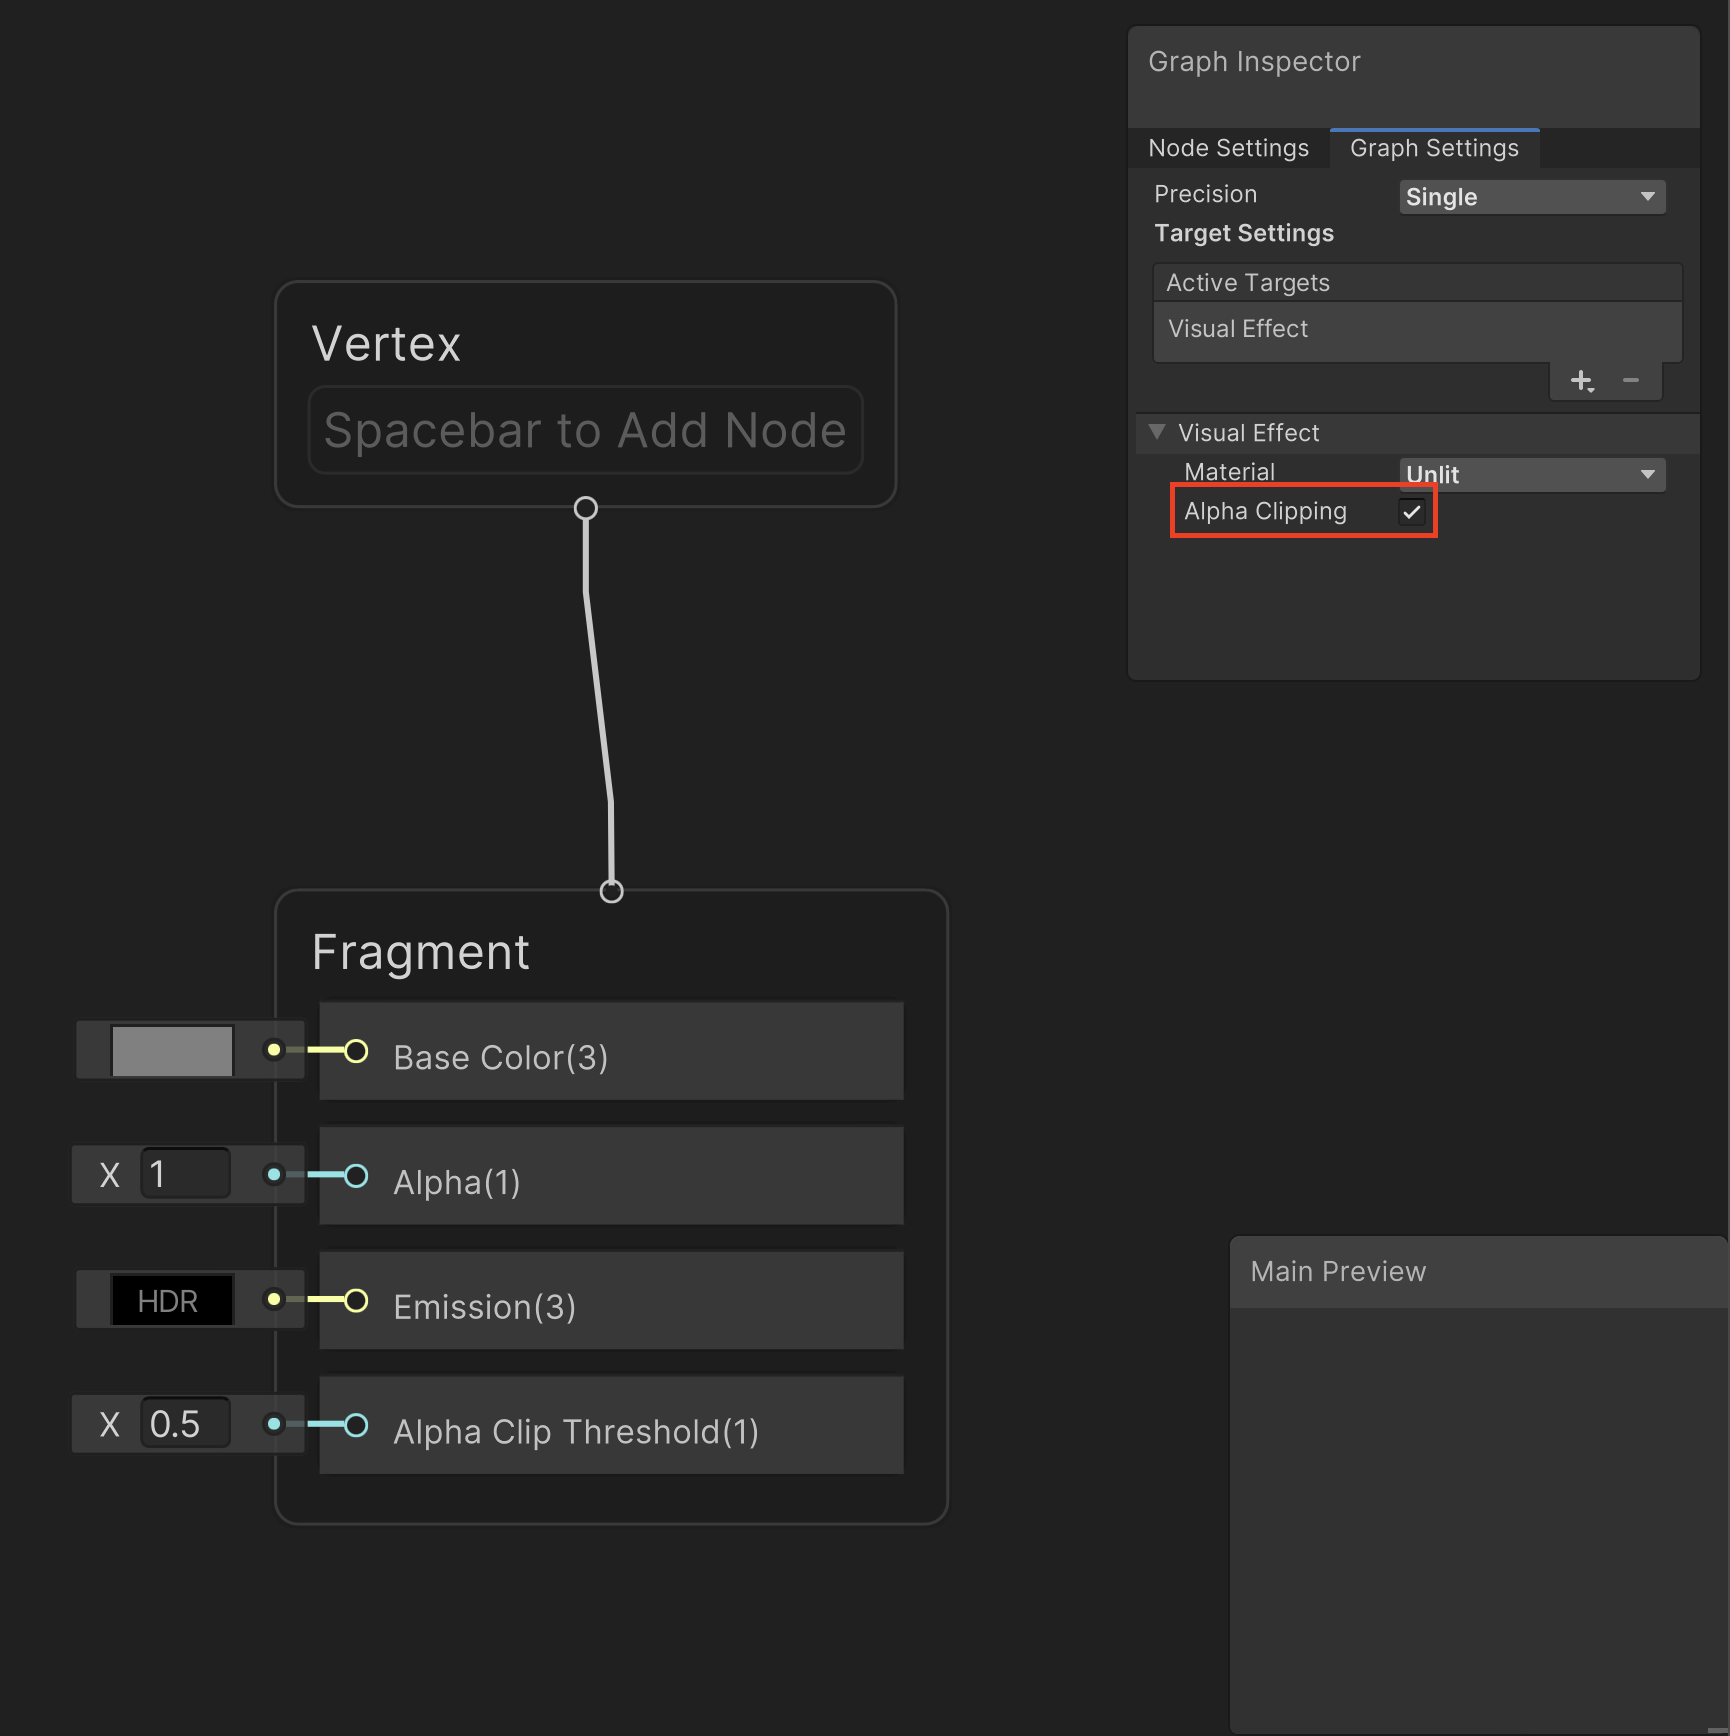 Graph Inspector
Node Settings
Graph Settings
Precision
Single
Target Settings
Active Targets
Visual Effect
+ −
Visual Effect
Material
Unlit
Alpha Clipping
Vertex
Spacebar to Add Node
Fragment
Base Color(3)
X 1
Alpha(1)
HDR
Emission(3)
X 0.5
Alpha Clip Threshold(1)
Main Preview